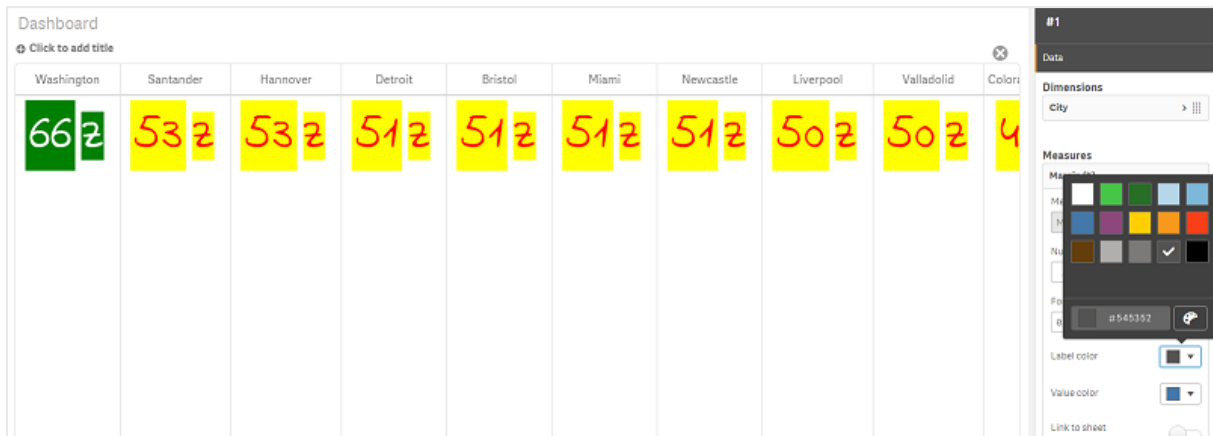 Dashboard
Click to add title
Washington Santander Hannover Detroit Bristol Miami Newcastle Liverpool Valladolid
66 z 53 z 53 z 51 z 51 z 51 z 51 z 50 z 50 z
#1
Data
Dimensions
City
Measures
#545352
Label color
Value color
Link to sheet